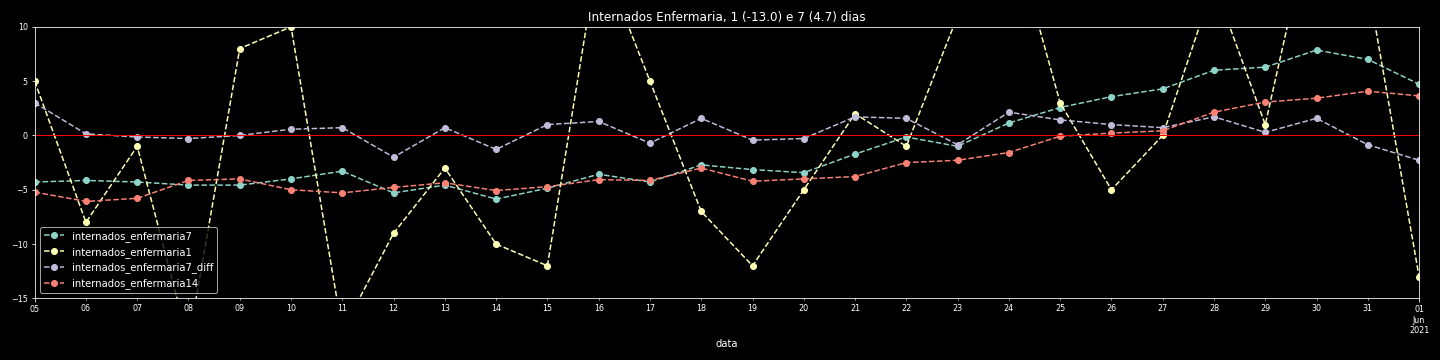 Internados Enfermaria, 1 (-13.0) e 7 (4.7) dias
10
5
0
−5
−10
−15
internados_enfermaria7
internados_enfermaria1
internados_enfermaria7_diff
internados_enfermaria14
05 06 07 08 09 10 11 12 13 14 15 16 17 18 19 20 21 22 23 24 25 26 27 28 29 30 31 01
Jun
2021
data